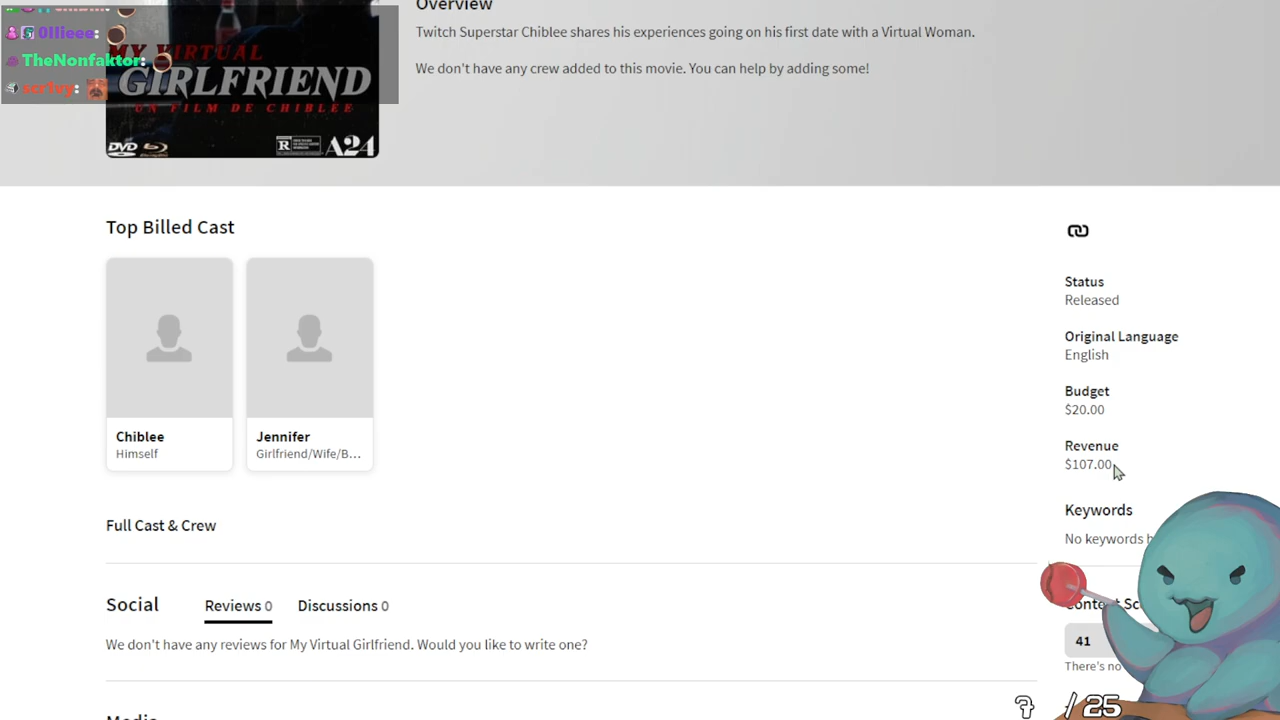 Overview
Twitch Superstar Chiblee shares his experiences going on his first date with a Virtual Woman.
We don't have any crew added to this movie. You can help by adding some!
0llieee:
TheNonfaktor:
scr1vy:
MY VIRTUAL
GIRLFRIEND
UN FILM DE CHIBLEE
DVD
R
A24
Top Billed Cast
Chiblee
Himself
Jennifer
Girlfriend/Wife/B...
Full Cast & Crew
Status
Released
Original Language
English
Budget
$20.00
Revenue
$107.00
Keywords
No keywords
Social
Reviews 0
Discussions 0
We don't have any reviews for My Virtual Girlfriend. Would you like to write one?
41
There's no
/ 25